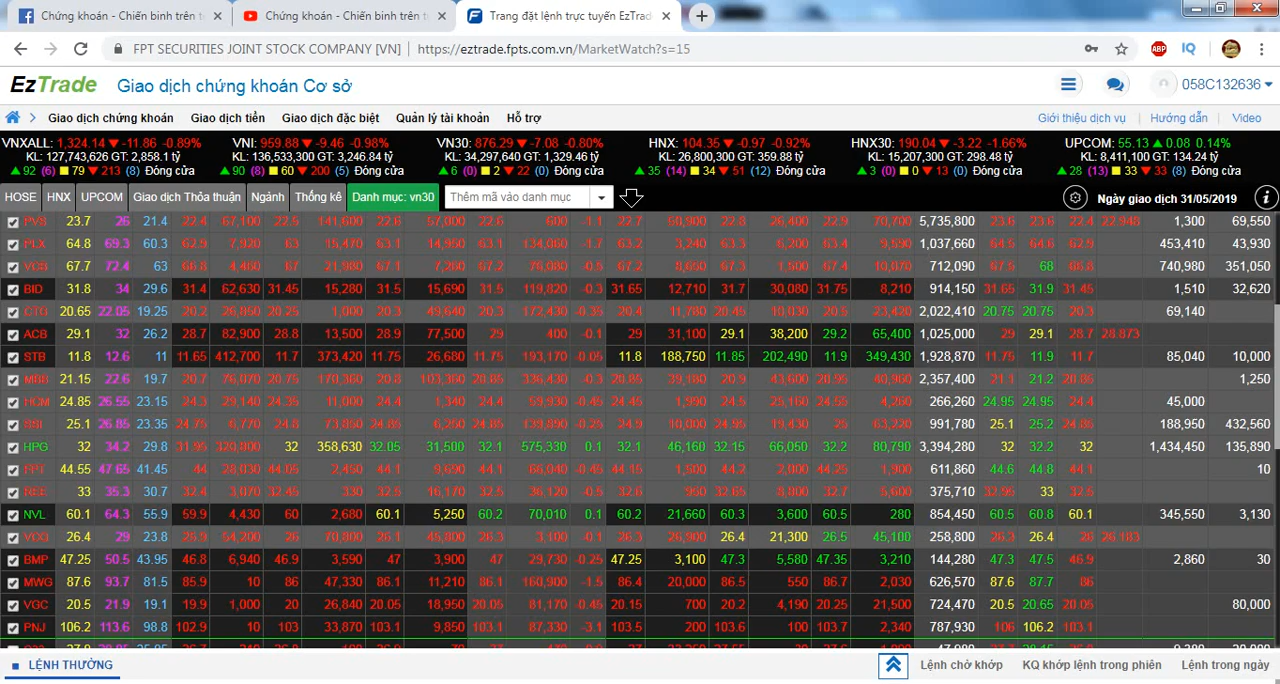 Chứng khoán - Chiến binh trên t
Chứng khoán - Chiến binh trên t
Trang đặt lệnh trực tuyến EzTrad
FPT SECURITIES JOINT STOCK COMPANY [VN] | https://eztrade.fpts.com.vn/MarketWatch?s=15
ABP IQ
EzTrade Giao dịch chứng khoán Cơ sở 058C132636
Giao dịch chứng khoán Giao dịch tiền Giao dịch đặc biệt Quản lý tài khoản Hỗ trợ Giới thiệu dịch vụ | Hướng dẫn | Video
VNXALL: 1,324.14 ▼ -11.86 -0.89% VNI: 959.88 ▼ -9.46 -0.98% VN30: 876.29 ▼ -7.08 -0.80% HNX: 104.35 ▼ -0.97 -0.92% HNX30: 190.04 ▼ -3.22 -1.66% UPCOM: 55.13 ▲ 0.08 0.14%
KL: 127,743,626 GT: 2,858.1 tỷ KL: 136,533,300 GT: 3,246.84 tỷ KL: 34,297,640 GT: 1,329.46 tỷ KL: 26,800,300 GT: 359.88 tỷ KL: 15,207,300 GT: 298.48 tỷ KL: 8,411,100 GT: 134.24 tỷ
▲ 92 (6) ■ 79 ▼ 213 (8) Đóng cửa ▲ 90 (8) ■ 60 ▼ 200 (5) Đóng cửa ▲ 6 (0) ■ 2 ▼ 22 (0) Đóng cửa ▲ 35 (14) ■ 34 ▼ 51 (12) Đóng cửa ▲ 3 (0) ■ 0 ▼ 13 (0) Đóng cửa ▲ 28 (13) ■ 33 ▼ 33 (8) Đóng cửa
HOSE HNX UPCOM Giao dịch Thỏa thuận Ngành Thống kê Danh mục: vn30 Thêm mã vào danh mục Ngày giao dịch 31/05/2019
PVS 23.7 26 21.4 22.4 67,100 22.5 141,600 22.6 57,800 22.6 600 -1.1 22.7 22.8 26,400 22.9 70,700 5,735,800 23.6 23.6 22.4 22.948 1,300 69,550
PLX 64.8 69.3 60.3 62.9 7,920 63 15,470 63.1 14,950 63.1 134,060 -1.7 63.2 3,240 63.3 6,200 63.4 9,590 1,037,660 64.5 64.6 62.9 453,410 43,930
VCB 67.7 72.4 63 66.8 4,460 67 21,980 67.1 7,260 67.2 76,080 -0.5 67.2 8,650 67.3 1,500 67.4 10,070 712,090 67.5 68 66.8 740,980 351,050
BID 31.8 34 29.6 31.4 62,630 31.45 15,280 31.5 15,690 31.5 119,820 -0.3 31.65 12,710 31.7 30,080 31.75 8,210 914,150 31.65 31.9 31.45 1,510 32,620
CTG 20.65 22.05 19.25 20.2 26,850 20.25 1,000 20.3 49,640 20.3 172,430 -0.35 20.4 11,780 20.45 10,030 20.5 23,420 2,022,410 20.75 20.75 20.3 69,140
ACB 29.1 32 26.2 28.7 82,900 28.8 13,500 28.9 77,500 29 400 -0.1 29 31,100 29.1 38,200 29.2 65,400 1,025,000 29 29.1 28.7 28.873
STB 11.8 12.6 11 11.65 412,700 11.7 373,420 11.75 26,680 11.75 193,170 -0.05 11.8 188,750 11.85 202,490 11.9 349,430 1,928,870 11.75 11.9 11.7 85,040 10,000
MBB 21.15 22.6 19.7 20.7 76,070 20.75 170,360 20.8 103,360 20.85 336,430 -0.3 20.85 39,180 20.9 43,600 20.95 40,960 2,357,400 21.1 21.2 20.85 1,250
HCM 24.85 26.55 23.15 24.3 29,140 24.35 11,000 24.4 1,340 24.4 59,930 -0.45 24.45 1,990 24.5 25,160 24.55 4,260 266,260 24.95 24.95 24.4 45,000
SSI 25.1 26.85 23.35 24.75 6,770 24.8 73,850 24.85 6,250 24.85 139,890 -0.25 24.9 10,000 24.95 19,430 25 63,220 991,780 25.1 25.2 24.85 188,950 432,560
HPG 32 34.2 29.8 31.95 320,800 32 358,630 32.05 31,500 32.1 575,330 0.1 32.1 46,160 32.15 66,050 32.2 80,790 3,394,280 32 32.2 32 1,434,450 135,890
FPT 44.55 47.65 41.45 44 28,030 44.05 2,450 44.1 9,690 44.1 66,940 -0.45 44.15 1,500 44.2 2,000 44.25 1,900 611,860 44.6 44.8 44.1 10
REE 33 35.3 30.7 32.4 3,070 32.45 330 32.5 16,170 32.5 36,120 -0.5 32.6 950 32.65 8,800 32.7 5,600 375,710 32.95 33 32.5
NVL 60.1 64.3 55.9 59.9 4,430 60 2,680 60.1 5,250 60.2 70,010 0.1 60.2 21,660 60.3 3,600 60.5 280 854,450 60.5 60.8 60.1 345,550 3,130
VCG 26.4 29 23.8 25.9 54,200 26 70,800 26.1 45,800 26.3 3,100 -0.1 26.3 26,900 26.4 21,300 26.5 45,100 258,800 26.3 26.4 26 26.183
BMP 47.25 50.5 43.95 46.8 6,940 46.9 3,590 47 3,900 47 29,730 -0.25 47.25 3,100 47.3 5,580 47.35 3,210 144,280 47.3 47.5 46.9 2,860 30
MWG 87.6 93.7 81.5 85.9 10 86 47,330 86.1 11,210 86.1 160,900 -1.5 86.4 20,000 86.5 550 86.7 2,030 626,570 87.6 87.7 86
VGC 20.5 21.9 19.1 19.9 1,000 20 26,840 20.05 18,950 20.05 81,170 -0.45 20.15 700 20.2 4,190 20.25 21,500 724,470 20.5 20.65 20.05 80,000
PNJ 106.2 113.6 98.8 102.9 10 103 33,870 103.1 9,850 103.1 87,330 -3.1 103.5 200 103.6 100 103.7 2,340 787,930 106 106.2 103.1
LỆNH THƯỜNG Lệnh chờ khớp KQ khớp lệnh trong phiên Lệnh trong ngày